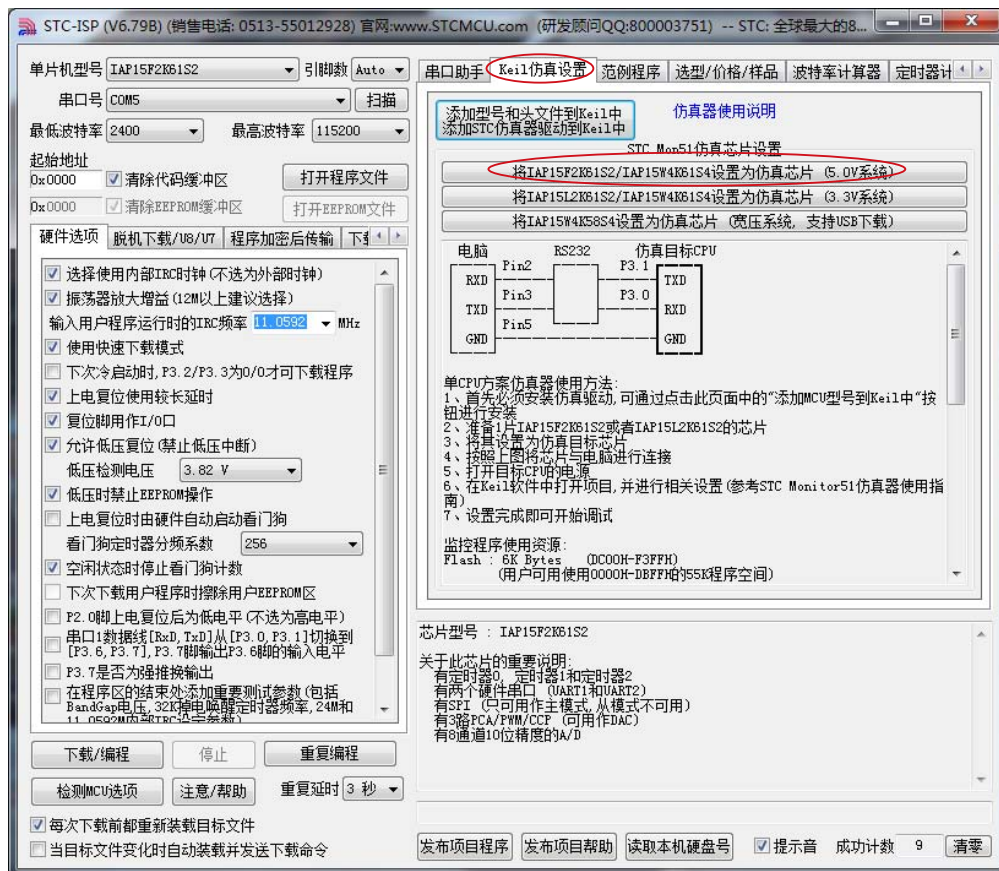 STC-ISP (V6.79B) (销售电话: 0513-55012928) 官网:www.STCMCU.com (研发顾问QQ:800003751) -- STC: 全球最大的8...
单片机型号 IAP15F2K61S2 引脚数 Auto
串口号 COM5 扫描
最低波特率 2400 最高波特率 115200
起始地址
0x0000 清除代码缓冲区 打开程序文件
0x0000 清除EEPROM缓冲区 打开EEPROM文件
硬件选项 脱机下载/U8/U7 程序加密后传输
选择使用内部IRC时钟(不选为外部时钟)
振荡器放大增益(12M以上建议选择)
输入用户程序运行时的IRC频率 11.0592 MHz
使用快速下载模式
下次冷启动时,P3.2/P3.3为0/0才可下载程序
上电复位使用较长延时
复位脚用作I/O口
允许低压复位(禁止低压中断)
低压检测电压 3.82 V
低压时禁止EEPROM操作
上电复位时由硬件自动启动看门狗
看门狗定时器分频系数 256
空闲状态时停止看门狗计数
下次下载用户程序时擦除用户EEPROM区
P2.0脚上电复位后为低电平(不选为高电平)
串口1数据线[RxD,TxD]从[P3.0,P3.1]切换到
[P3.6,P3.7],P3.7脚输出P3.6脚的输入电平
P3.7是否为强推挽输出
在程序区的结束处添加重要测试参数(包括
BandGap电压,32K掉电唤醒定时器频率,24M和
11.0592M内部IRC设定参数)
下载/编程 停止 重复编程
检测MCU选项 注意/帮助 重复延时 3 秒
每次下载前都重新装载目标文件
当目标文件变化时自动装载并发送下载命令
串口助手 Keil仿真设置 范例程序 选型/价格/样品 波特率计算器 定时器计
添加型号和头文件到Keil中
添加STC仿真器驱动到Keil中
仿真器使用说明
STC Mon51仿真芯片设置
将IAP15F2K61S2/IAP15W4K61S4设置为仿真芯片 (5.0V系统)
将IAP15L2K61S2/IAP15W4K61S4设置为仿真芯片 (3.3V系统)
将IAP15W4K58S4设置为仿真芯片 (宽压系统, 支持USB下载)
电脑 RS232 仿真目标CPU
Pin2 P3.1
RXD TXD
Pin3 P3.0
TXD RXD
Pin5
GND GND
单CPU方案仿真器使用方法:
1、首先必须安装仿真驱动,可通过点击此页面中的"添加MCU型号到Keil中"按
钮进行安装
2、准备1片IAP15F2K61S2或者IAP15L2K61S2的芯片
3、将其设置为仿真目标芯片
4、按照上图将芯片与电脑进行连接
5、打开目标CPU的电源
6、在Keil软件中打开项目,并进行相关设置(参考STC Monitor51仿真器使用指
南)
7、设置完成即可开始调试
监控程序使用资源:
Flash : 6K Bytes (DC00H-F3FFH)
(用户可用使用0000H-DBFFH的55K程序空间)
芯片型号 : IAP15F2K61S2
关于此芯片的重要说明:
有定时器0、定时器1和定时器2
有两个硬件串口 (UART1和UART2)
有SPI (只可用作主模式,从模式不可用)
有3路PCA/PWM/CCP (可用作DAC)
有8通道10位精度的A/D
发布项目程序 发布项目帮助 读取本机硬盘号 提示音 成功计数 9 清零